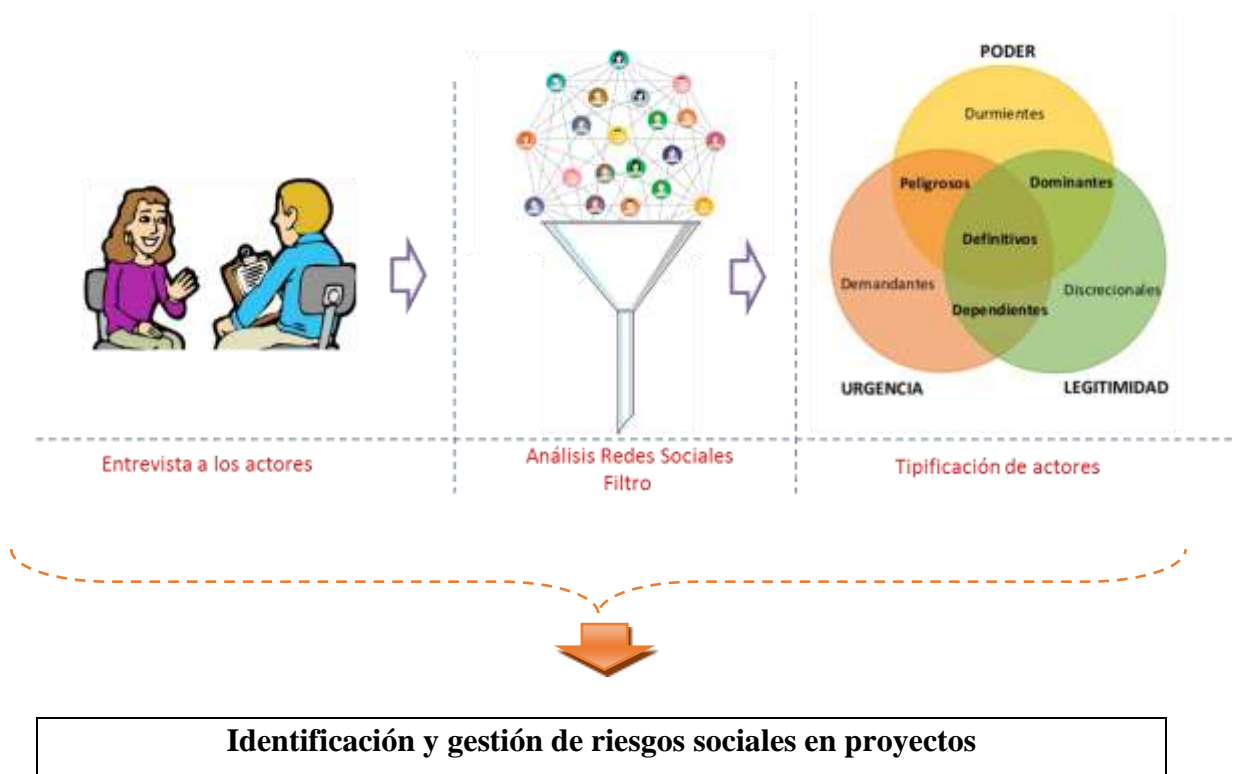 PODER
Durmientes
Peligrosos
Dominantes
Definitivos
Demandantes
Discrecionales
Dependientes
URGENCIA
LEGITIMIDAD
Entrevista a los actores
Análisis Redes Sociales
Filtro
Tipificación de actores
Identificación y gestión de riesgos sociales en proyectos